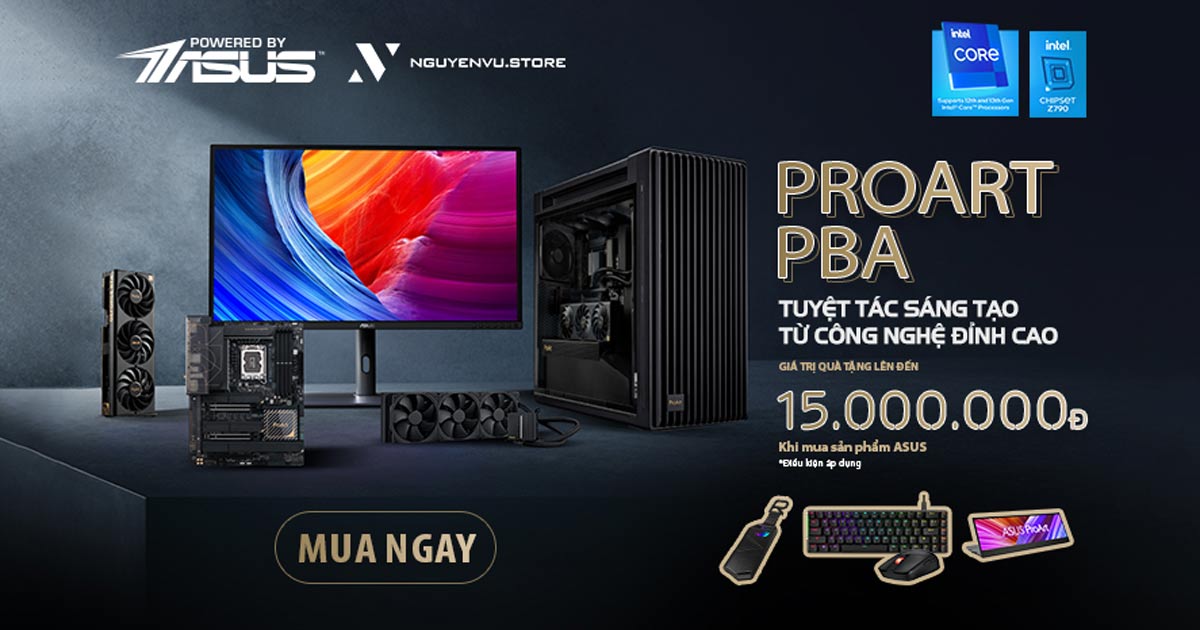 POWERED BY
ASUS
NGUYENVU.STORE
intel
CORE
Supports 12th and 13th Gen
Intel® Core™ Processors
intel.
CHIPSET
Z790
PROART
PBA
TUYỆT TÁC SÁNG TẠO
TỪ CÔNG NGHỆ ĐỈNH CAO
GIÁ TRỊ QUÀ TẶNG LÊN ĐẾN
15.000.000Đ
Khi mua sản phẩm ASUS
*Điều kiện áp dụng
MUA NGAY
ASUS ProArt